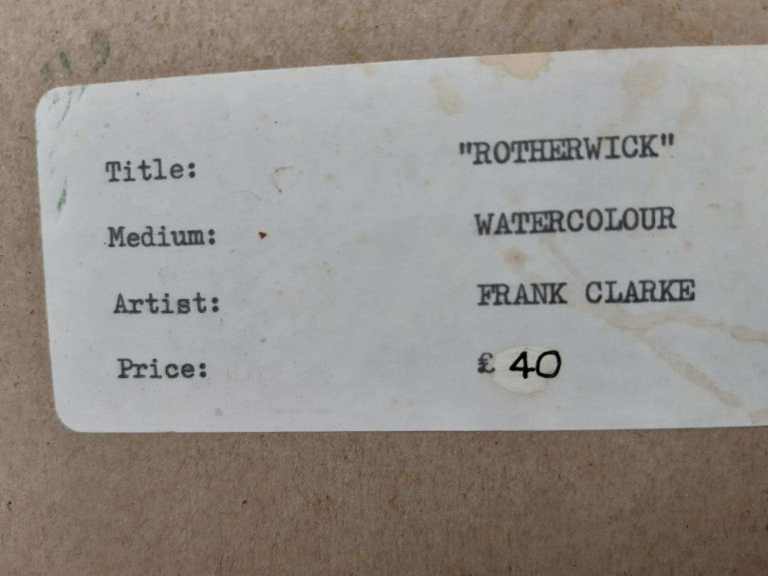 Title: "ROTHERWICK"
Medium: WATERCOLOUR
Artist: FRANK CLARKE
Price: £ 40